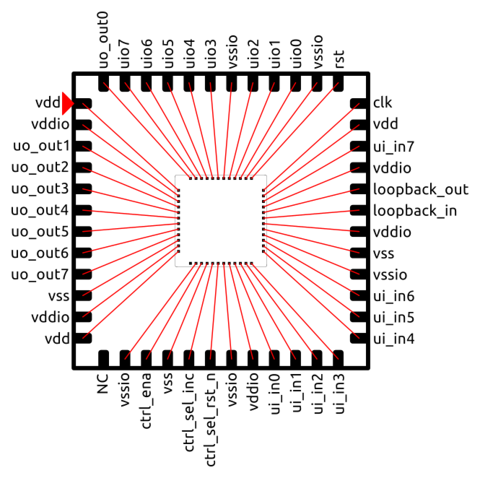 uo_out0
uio7
uio6
uio5
uio4
uio3
vssio
uio2
uio1
uio0
vssio
rst
vdd
vddio
uo_out1
uo_out2
uo_out3
uo_out4
uo_out5
uo_out6
uo_out7
vss
vddio
vdd
clk
vdd
ui_in7
vddio
loopback_out
loopback_in
vddio
vss
vssio
ui_in6
ui_in5
ui_in4
NC
vssio
ctrl_ena
vss
ctrl_sel_inc
ctrl_sel_rst_n
vssio
vddio
ui_in0
ui_in1
ui_in2
ui_in3